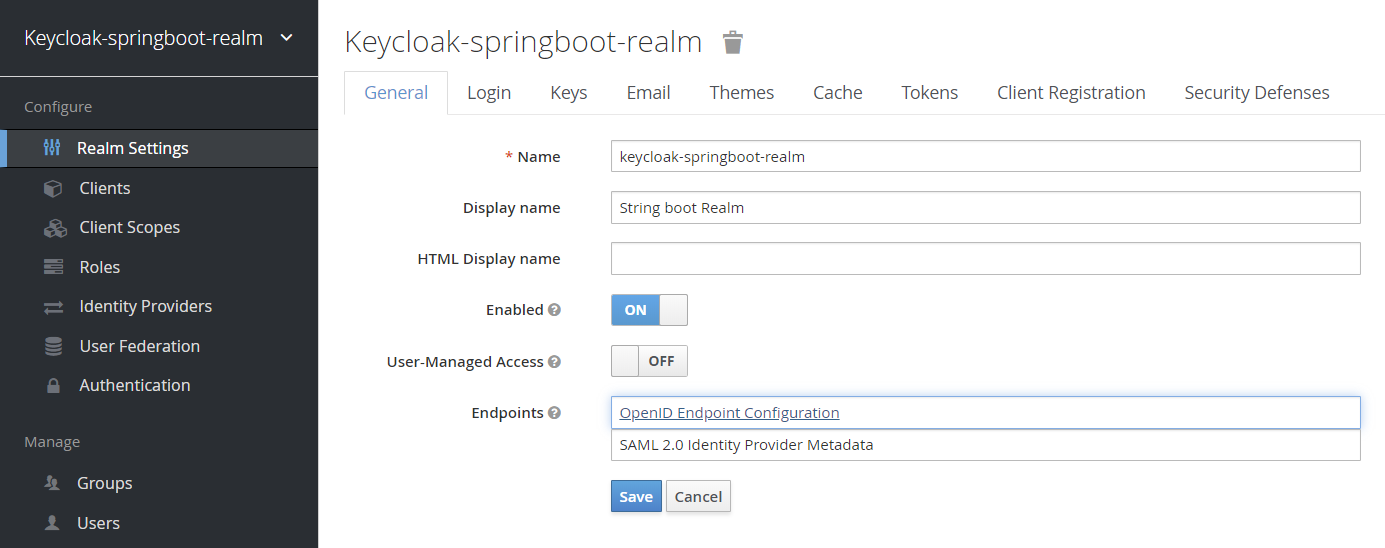 Keycloak-springboot-realm
Configure
Realm Settings
Clients
Client Scopes
Roles
Identity Providers
User Federation
Authentication
Manage
Groups
Users
Keycloak-springboot-realm
General Login Keys Email Themes Cache Tokens Client Registration Security Defenses
* Name keycloak-springboot-realm
Display name String boot Realm
HTML Display name
Enabled ON
User-Managed Access OFF
Endpoints OpenID Endpoint Configuration
SAML 2.0 Identity Provider Metadata
Save Cancel